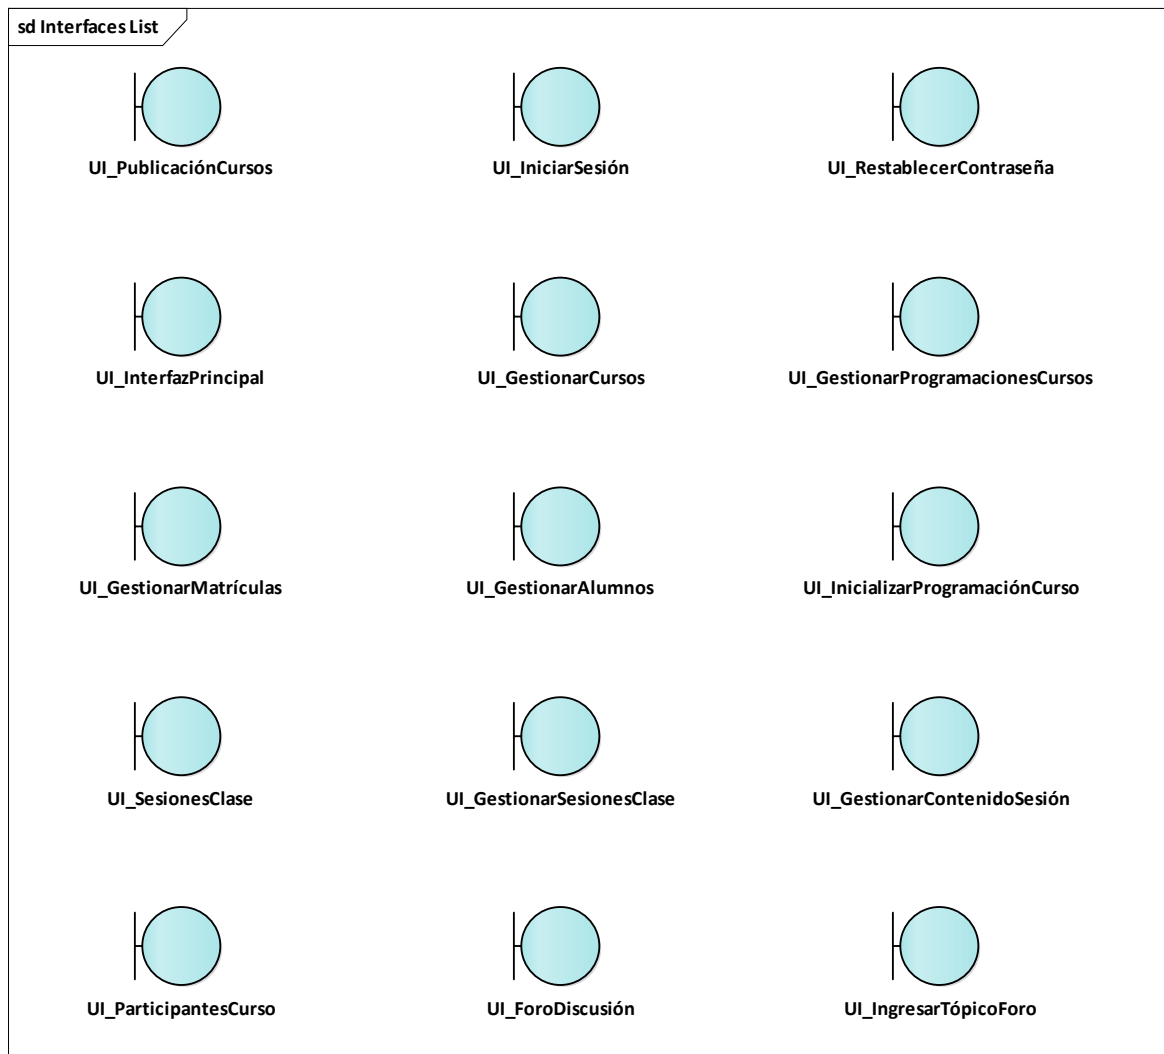 sd Interfaces List
UI_PublicaciónCursos
UI_IniciarSesión
UI_RestablecerContraseña
UI_InterfazPrincipal
UI_GestionarCursos
UI_GestionarProgramacionesCursos
UI_GestionarMatrículas
UI_GestionarAlumnos
UI_InicializarProgramaciónCurso
UI_SesionesClase
UI_GestionarSesionesClase
UI_GestionarContenidoSesión
UI_ParticipantesCurso
UI_ForoDiscusión
UI_IngresarTópicoForo